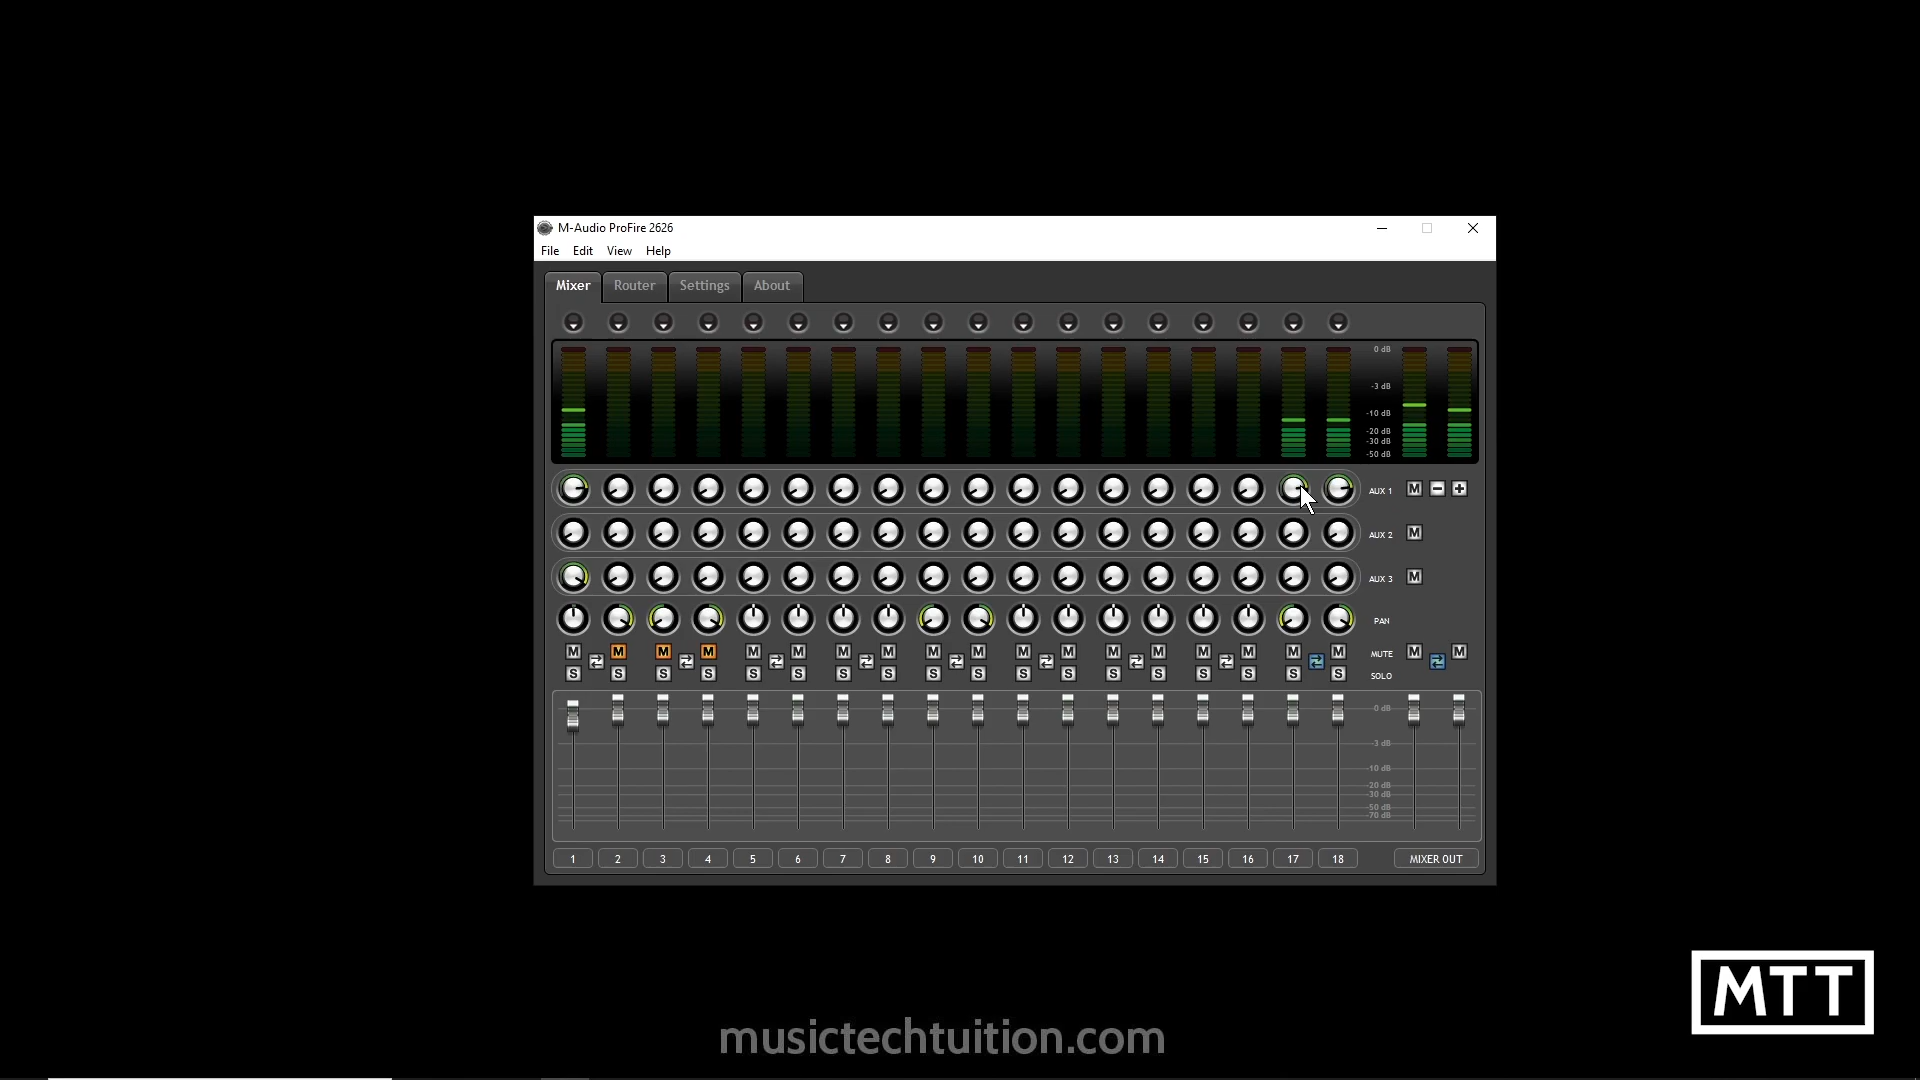 M-Audio ProFire 2626
File Edit View Help
Mixer Router Settings About
0 dB
-3 dB
-10 dB
-20 dB
-30 dB
-50 dB
AUX 1 M
AUX 2 M
AUX 3 M
PAN
M M M M M M M M M M M M M M M M M M MUTE M M
S S S S S S S S S S S S S S S S S S SOLO
0 dB
-3 dB
-10 dB
-20 dB
-30 dB
-50 dB
-70 dB
1 2 3 4 5 6 7 8 9 10 11 12 13 14 15 16 17 18 MIXER OUT
MTT
musictechtuition.com